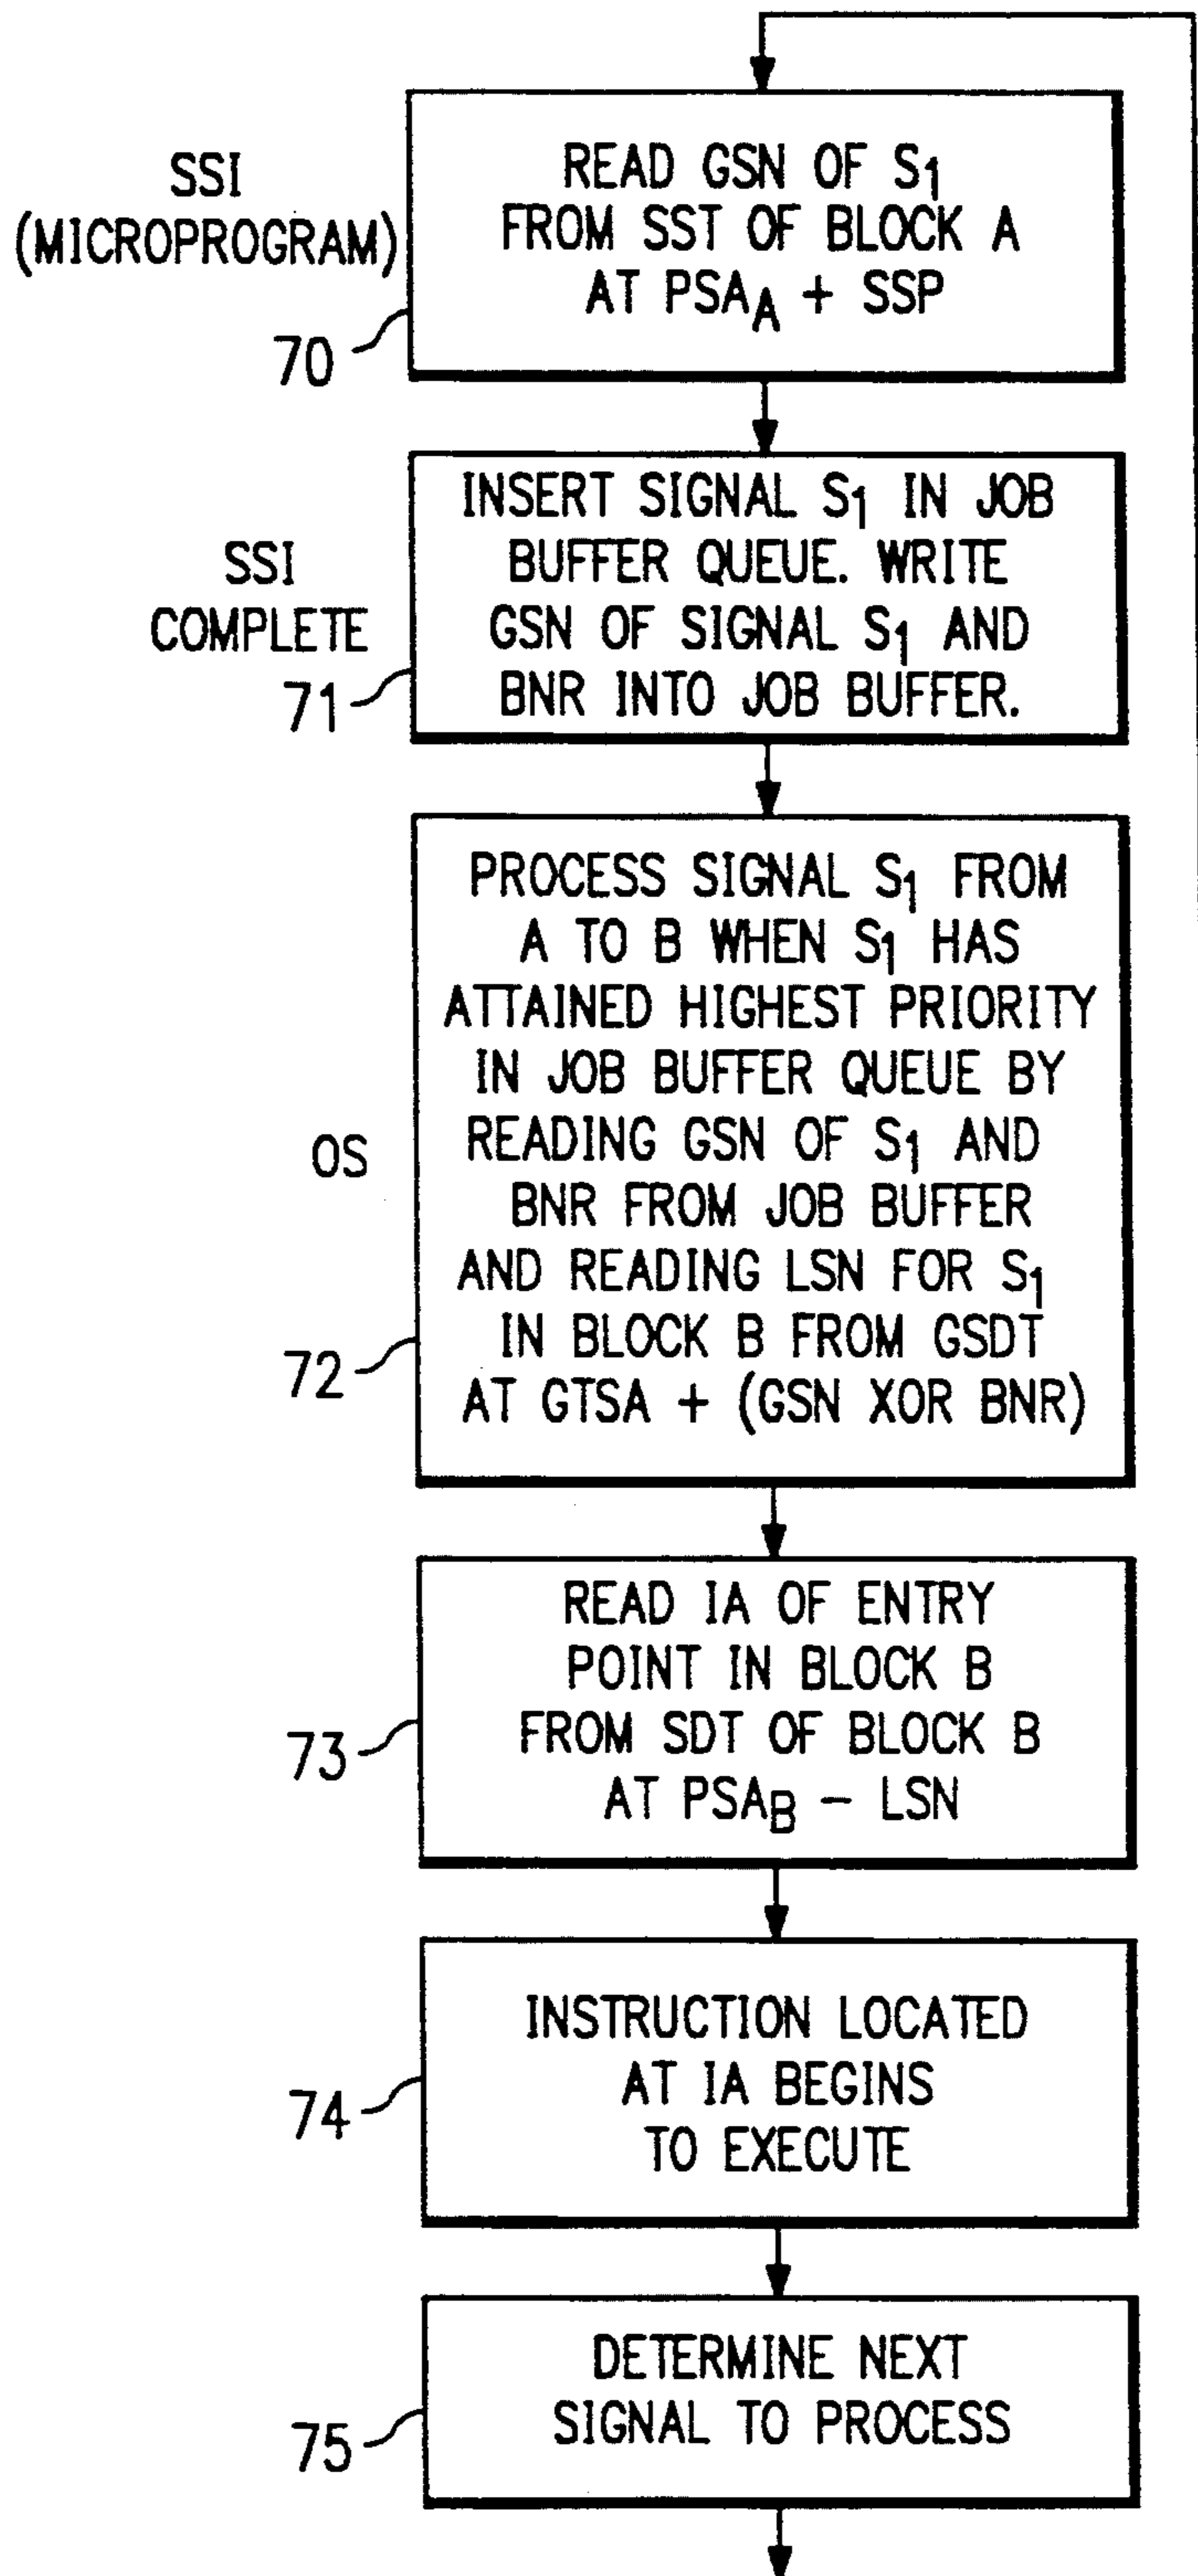 SSI
(MICROPROGRAM)
70
READ GSN OF S1
FROM SST OF BLOCK A
AT PSAA + SSP
SSI
COMPLETE
71
INSERT SIGNAL S1 IN JOB
BUFFER QUEUE. WRITE
GSN OF SIGNAL S1 AND
BNR INTO JOB BUFFER.
OS
72
PROCESS SIGNAL S1 FROM
A TO B WHEN S1 HAS
ATTAINED HIGHEST PRIORITY
IN JOB BUFFER QUEUE BY
READING GSN OF S1 AND
BNR FROM JOB BUFFER
AND READING LSN FOR S1
IN BLOCK B FROM GSDT
AT GTSA + (GSN XOR BNR)
73
READ IA OF ENTRY
POINT IN BLOCK B
FROM SDT OF BLOCK B
AT PSAB - LSN
74
INSTRUCTION LOCATED
AT IA BEGINS
TO EXECUTE
75
DETERMINE NEXT
SIGNAL TO PROCESS